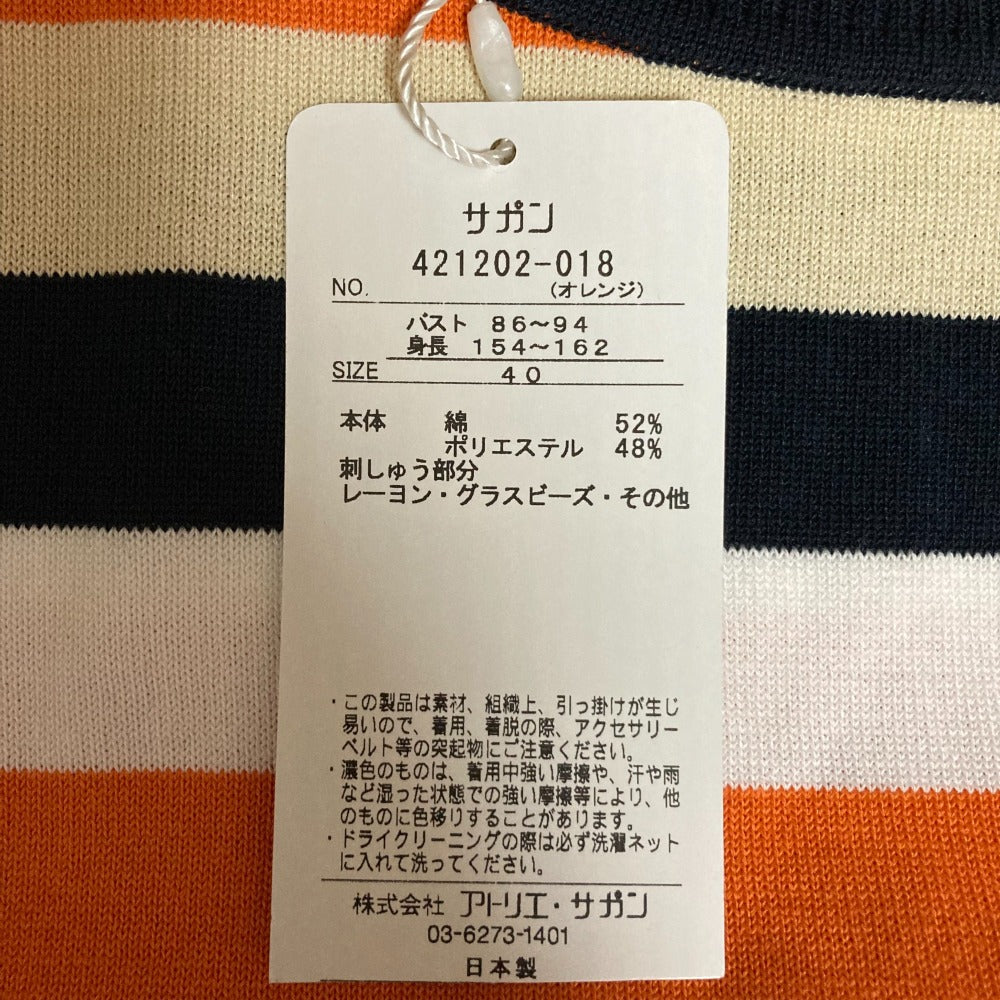 サガン
421202-018
NO.
(オレンジ)
バスト 86~94
身長 154~162
SIZE 40
本体 綿 52%
ポリエステル 48%
刺しゅう部分
レーヨン・グラスビーズ・その他
・この製品は素材、組織上、引っ掛けが生じ
易いので、着用、着脱の際、アクセサリー
ベルト等の突起物にご注意ください。
・濃色のものは、着用中強い摩擦や、汗や雨
など湿った状態での強い摩擦等により、他
のものに色移りすることがあります。
・ドライクリーニングの際は必ず洗濯ネット
に入れて洗ってください。
株式会社 アトリエ・サガン
03-6273-1401
日本製